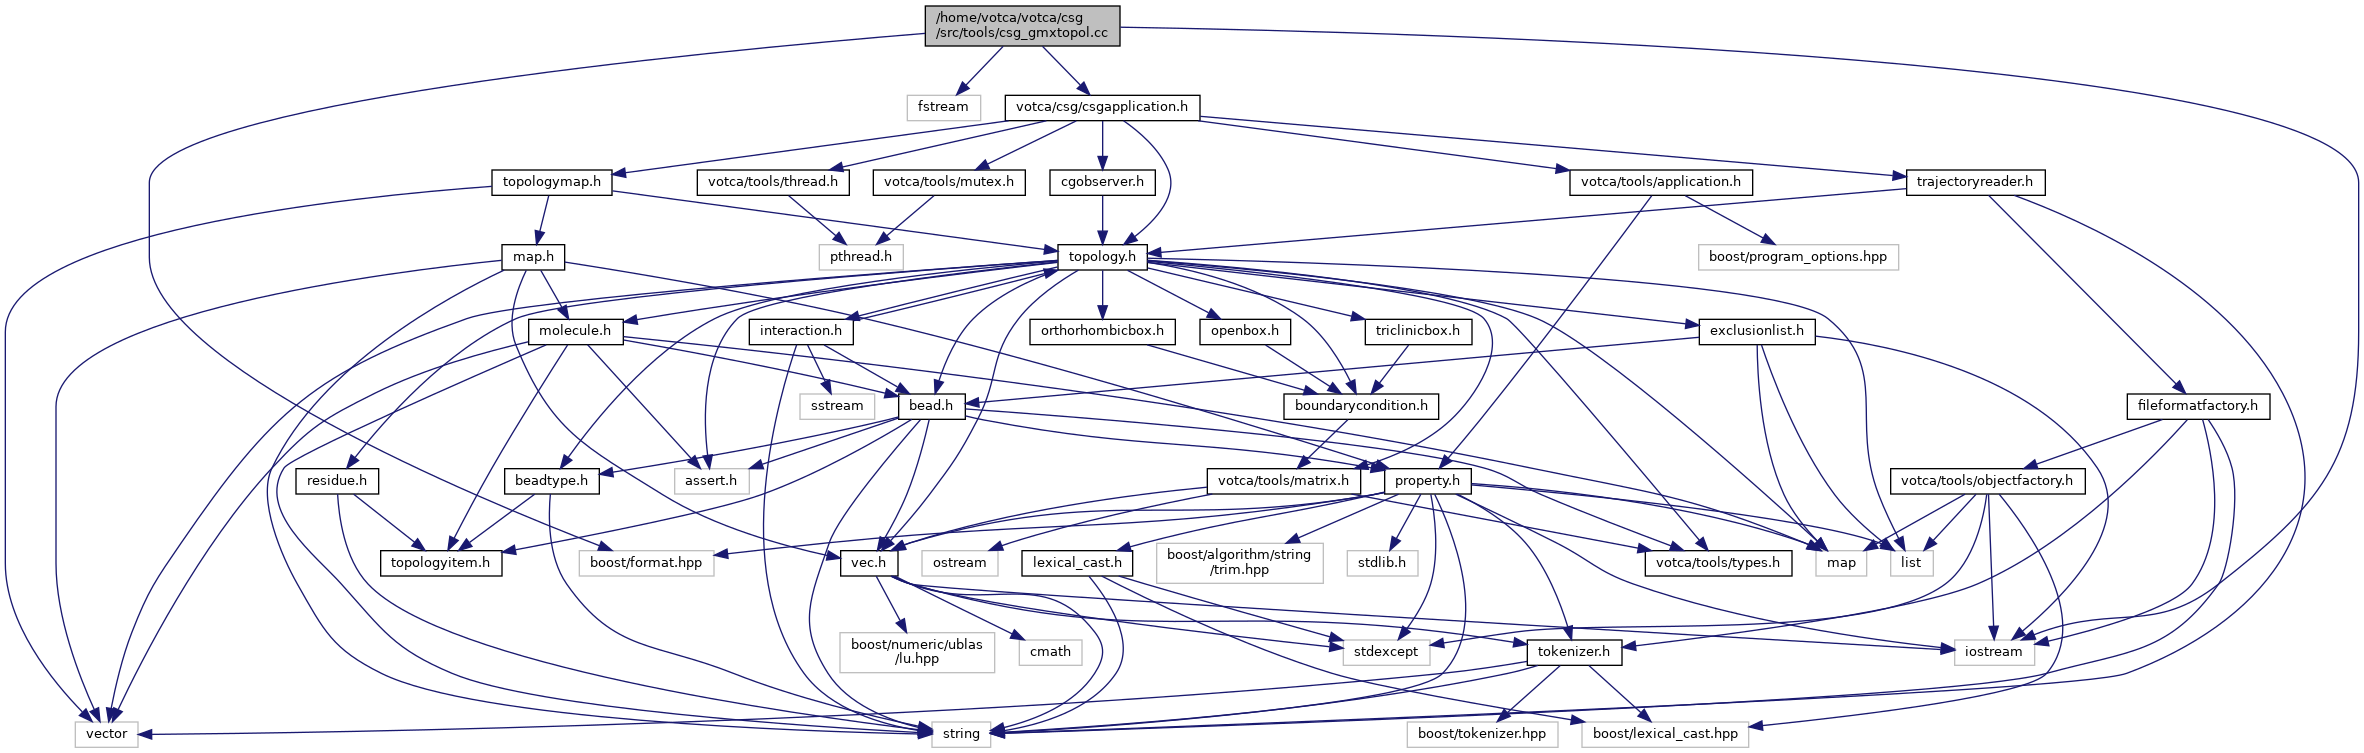 /home/votca/votca/csg
/src/tools/csg_gmxtopol.cc
fstream
votca/csg/csgapplication.h
topologymap.h
votca/tools/thread.h
votca/tools/mutex.h
cgobserver.h
votca/tools/application.h
trajectoryreader.h
map.h
pthread.h
topology.h
boost/program_options.hpp
molecule.h
interaction.h
orthorhombicbox.h
openbox.h
triclinicbox.h
exclusionlist.h
sstream
bead.h
boundarycondition.h
fileformatfactory.h
residue.h
beadtype.h
assert.h
votca/tools/matrix.h
property.h
votca/tools/objectfactory.h
topologyitem.h
boost/format.hpp
vec.h
ostream
lexical_cast.h
boost/algorithm/string
/trim.hpp
stdlib.h
votca/tools/types.h
map
list
boost/numeric/ublas
/lu.hpp
cmath
stdexcept
tokenizer.h
iostream
vector
string
boost/tokenizer.hpp
boost/lexical_cast.hpp